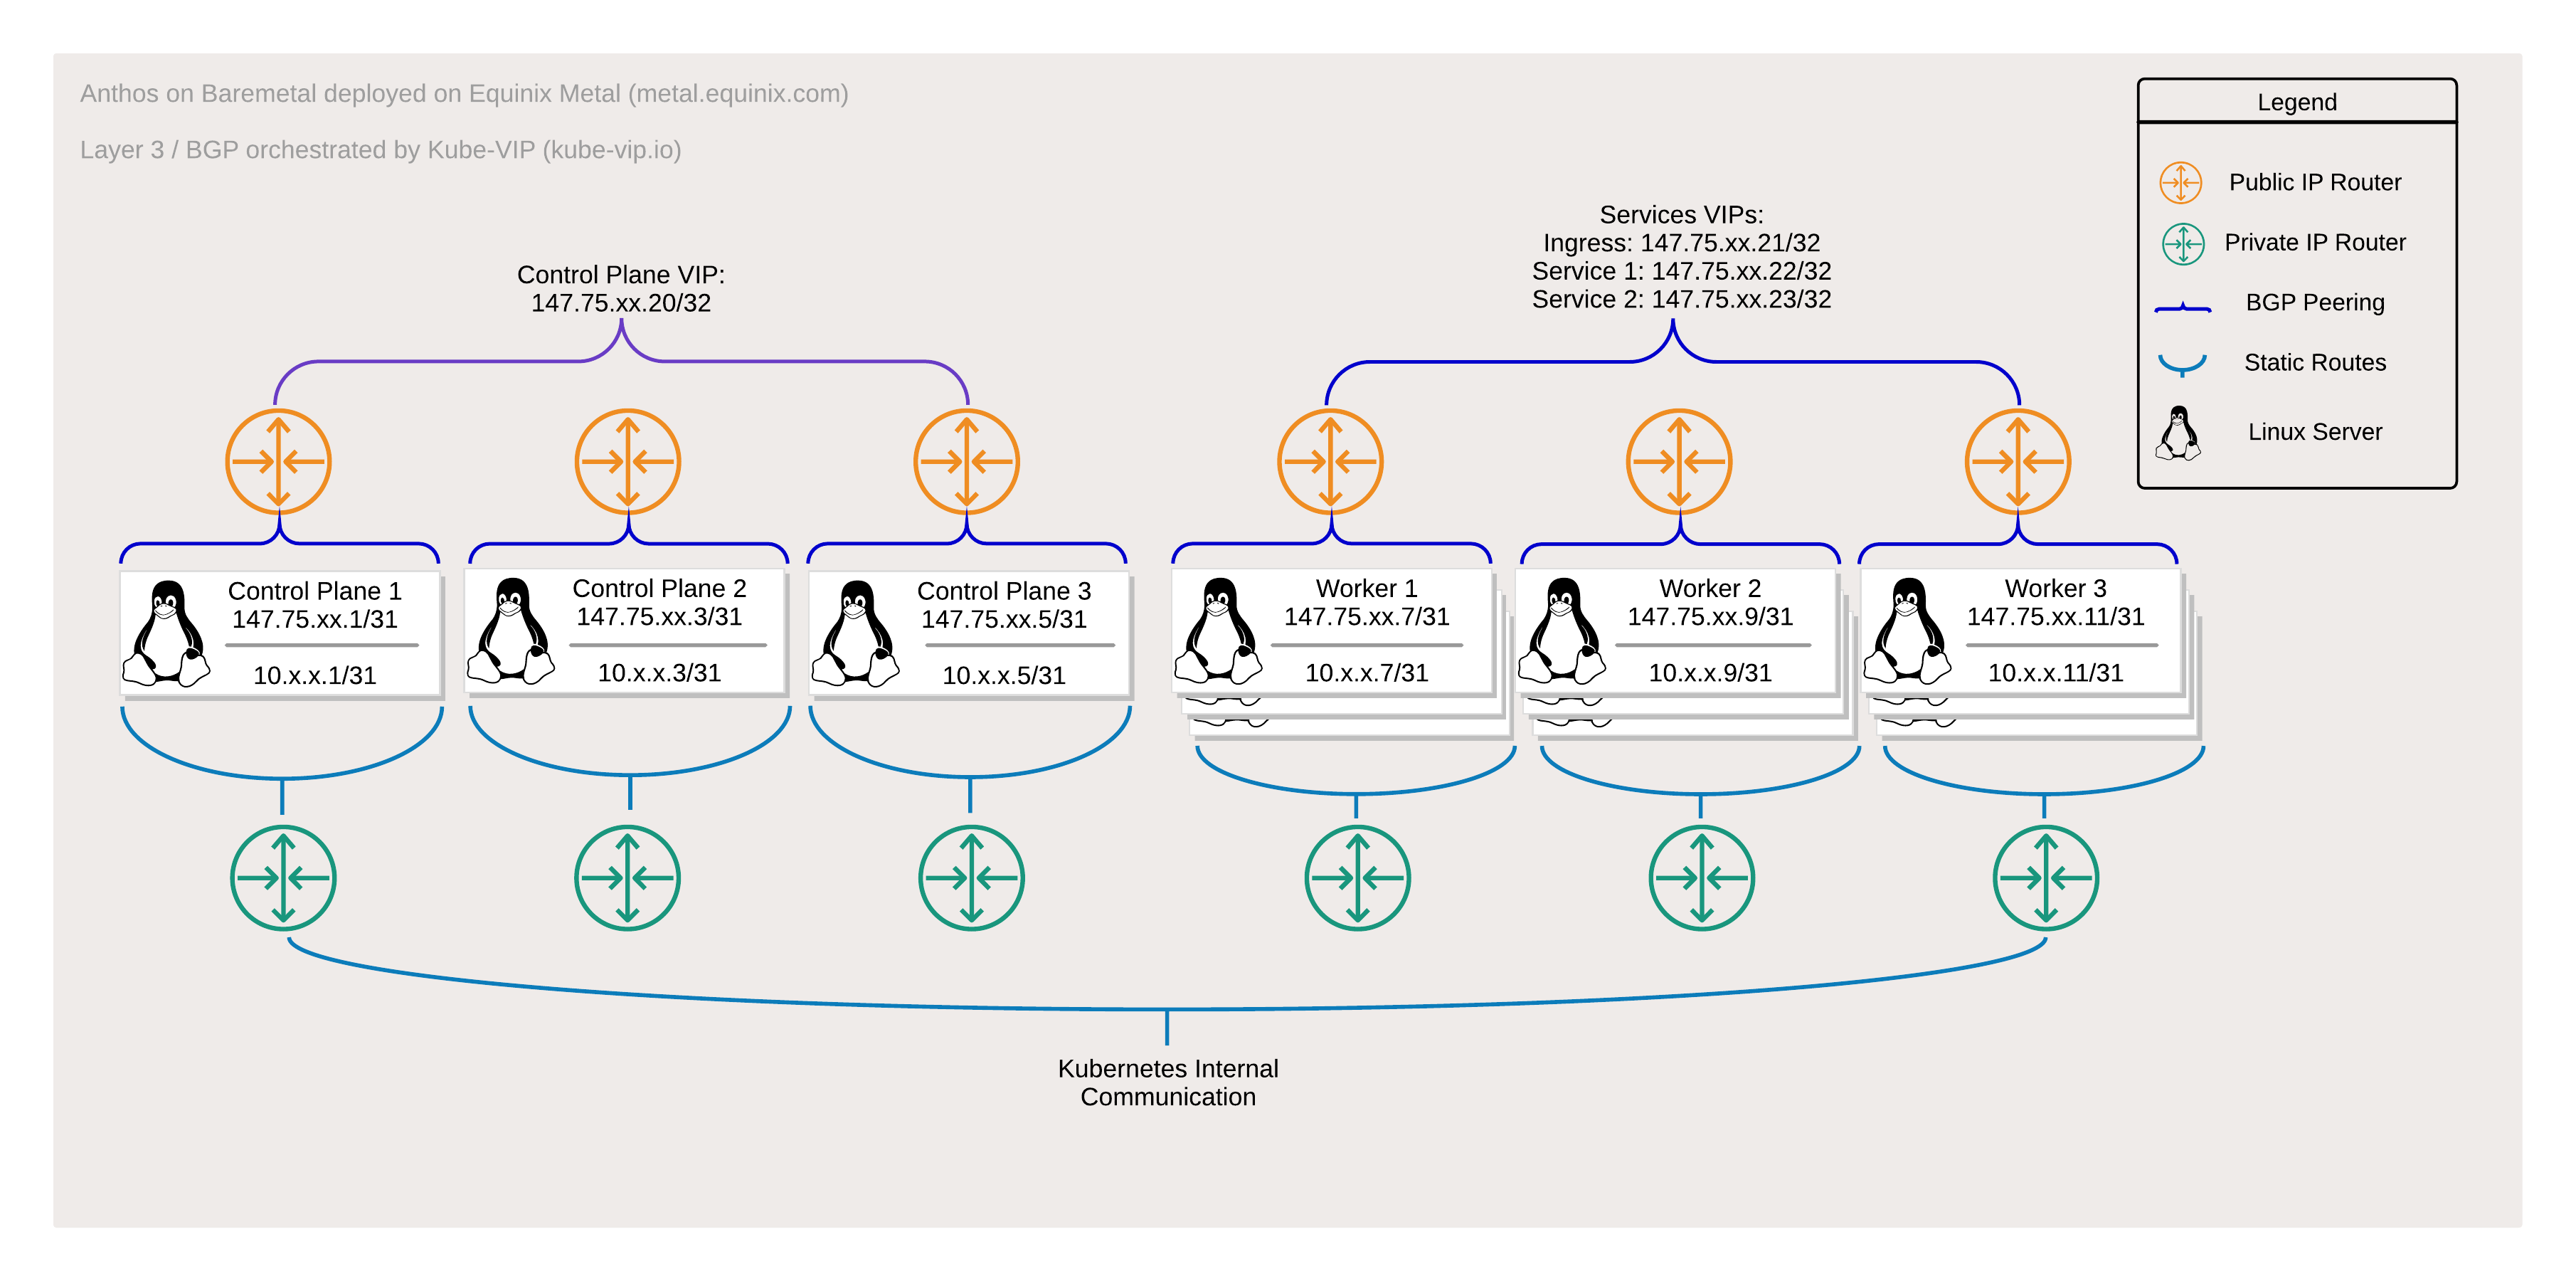 Anthos on Baremetal deployed on Equinix Metal (metal.equinix.com)
Layer 3 / BGP orchestrated by Kube-VIP (kube-vip.io)
Legend
Public IP Router
Private IP Router
BGP Peering
Static Routes
Linux Server
Control Plane VIP:
147.75.xx.20/32
Services VIPs:
Ingress: 147.75.xx.21/32
Service 1: 147.75.xx.22/32
Service 2: 147.75.xx.23/32
Control Plane 1
147.75.xx.1/31
10.x.x.1/31
Control Plane 2
147.75.xx.3/31
10.x.x.3/31
Control Plane 3
147.75.xx.5/31
10.x.x.5/31
Worker 1
147.75.xx.7/31
10.x.x.7/31
Worker 2
147.75.xx.9/31
10.x.x.9/31
Worker 3
147.75.xx.11/31
10.x.x.11/31
Kubernetes Internal
Communication